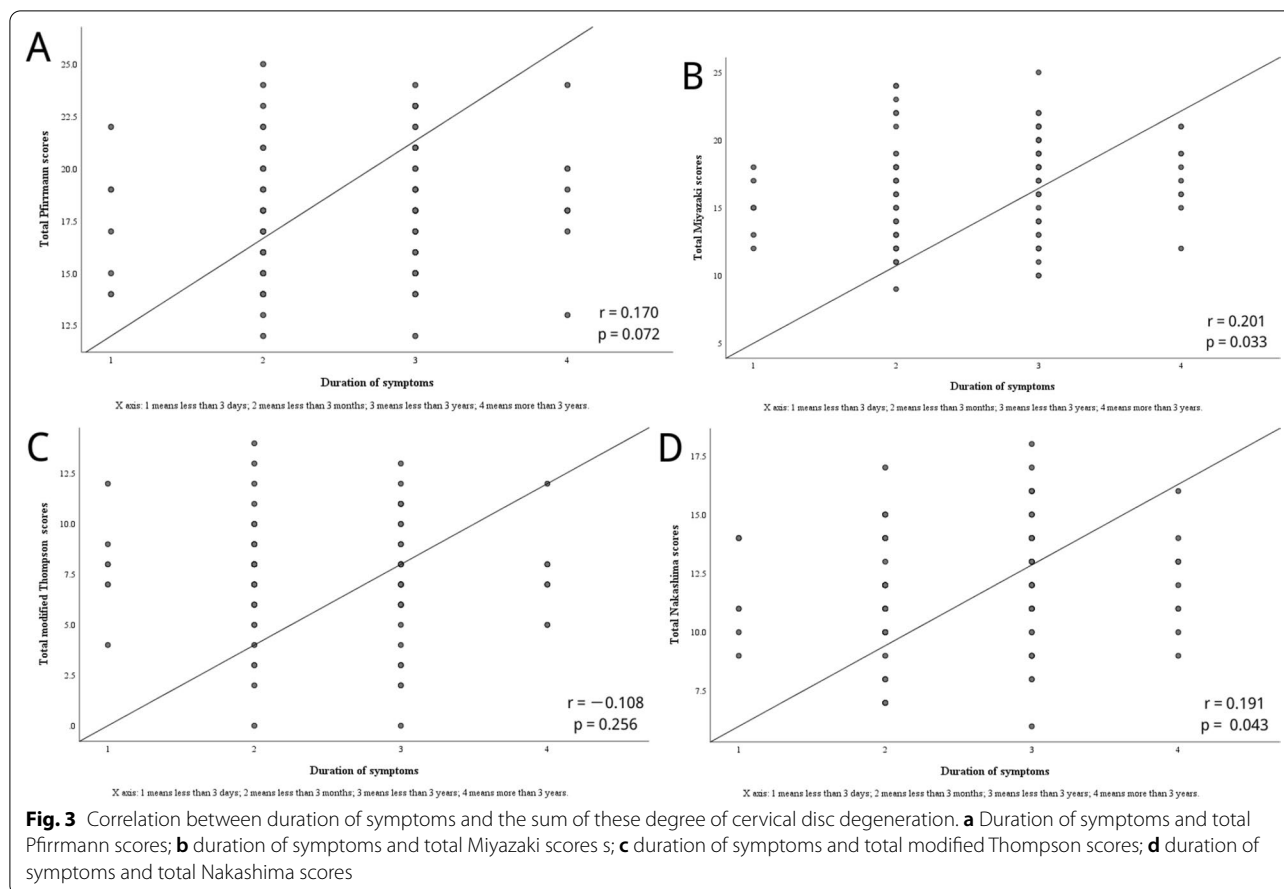 A
Total Pfirrmann scores
25.0
22.5
20.0
17.5
15.0
12.5
r = 0.170
p = 0.072
1 2 3 4
Duration of symptoms
X axis: 1 means less than 3 days; 2 means less than 3 months; 3 means less than 3 years; 4 means more than 3 years.
B
Total Miyazaki scores
25
20
15
10
5
r = 0.201
p = 0.033
1 2 3 4
Duration of symptoms
X axis: 1 means less than 3 days; 2 means less than 3 months; 3 means less than 3 years; 4 means more than 3 years.
C
Total modified Thompson scores
12.5
10.0
7.5
5.0
2.5
.0
r = −0.108
p = 0.256
1 2 3 4
Duration of symptoms
X axis: 1 means less than 3 days; 2 means less than 3 months; 3 means less than 3 years; 4 means more than 3 years.
D
Total Nakashima scores
17.5
15.0
12.5
10.0
7.5
r = 0.191
p = 0.043
1 2 3 4
Duration of symptoms
X axis: 1 means less than 3 days; 2 means less than 3 months; 3 means less than 3 years; 4 means more than 3 years.
Fig. 3 Correlation between duration of symptoms and the sum of these degree of cervical disc degeneration. a Duration of symptoms and total
Pfirrmann scores; b duration of symptoms and total Miyazaki scores s; c duration of symptoms and total modified Thompson scores; d duration of
symptoms and total Nakashima scores